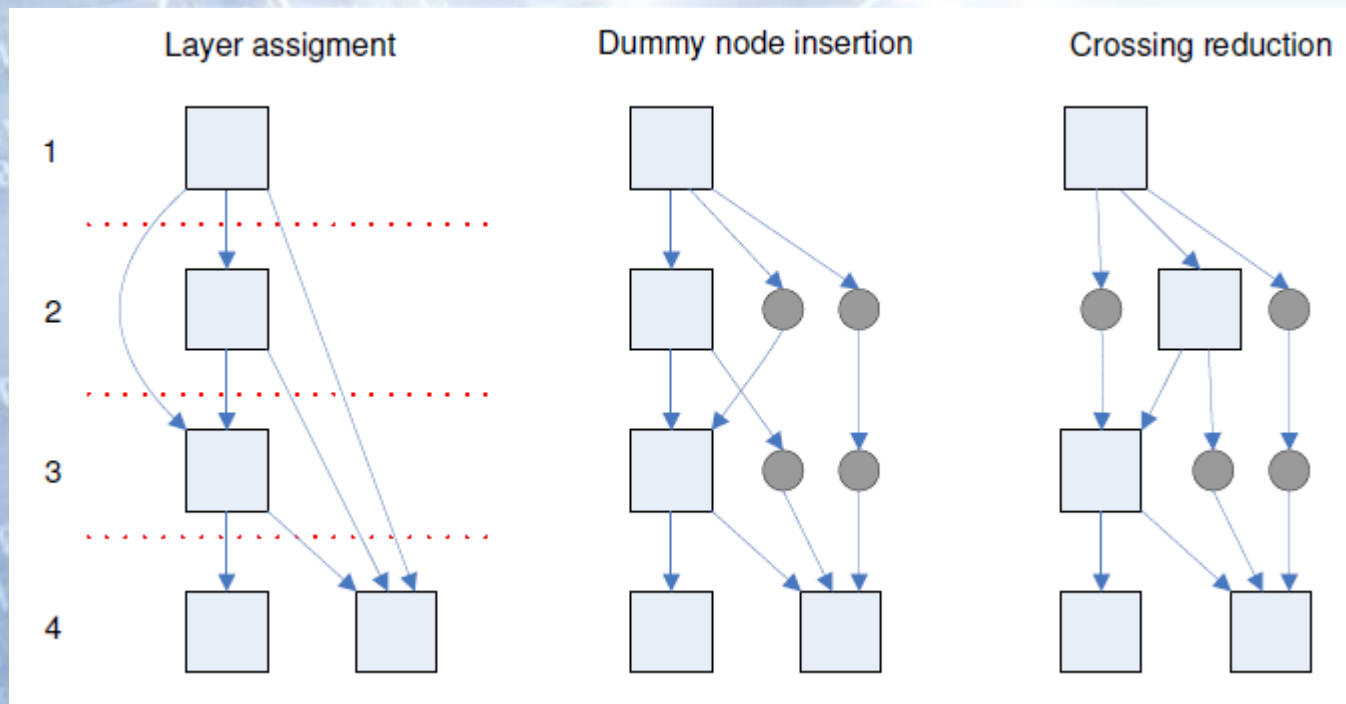 Layer assigment
Dummy node insertion
Crossing reduction
1
2
3
4